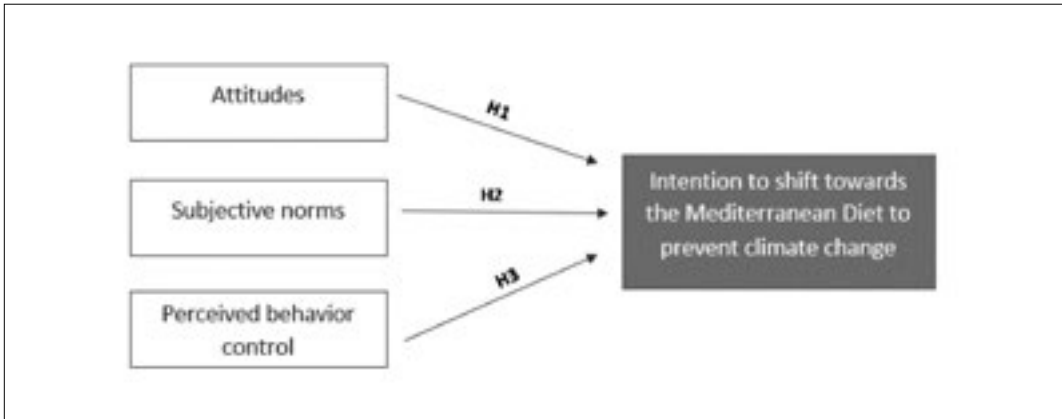 Attitudes
H1
Subjective norms
H2
Intention to shift towards
the Mediterranean Diet to
prevent climate change
Perceived behavior
control
H3